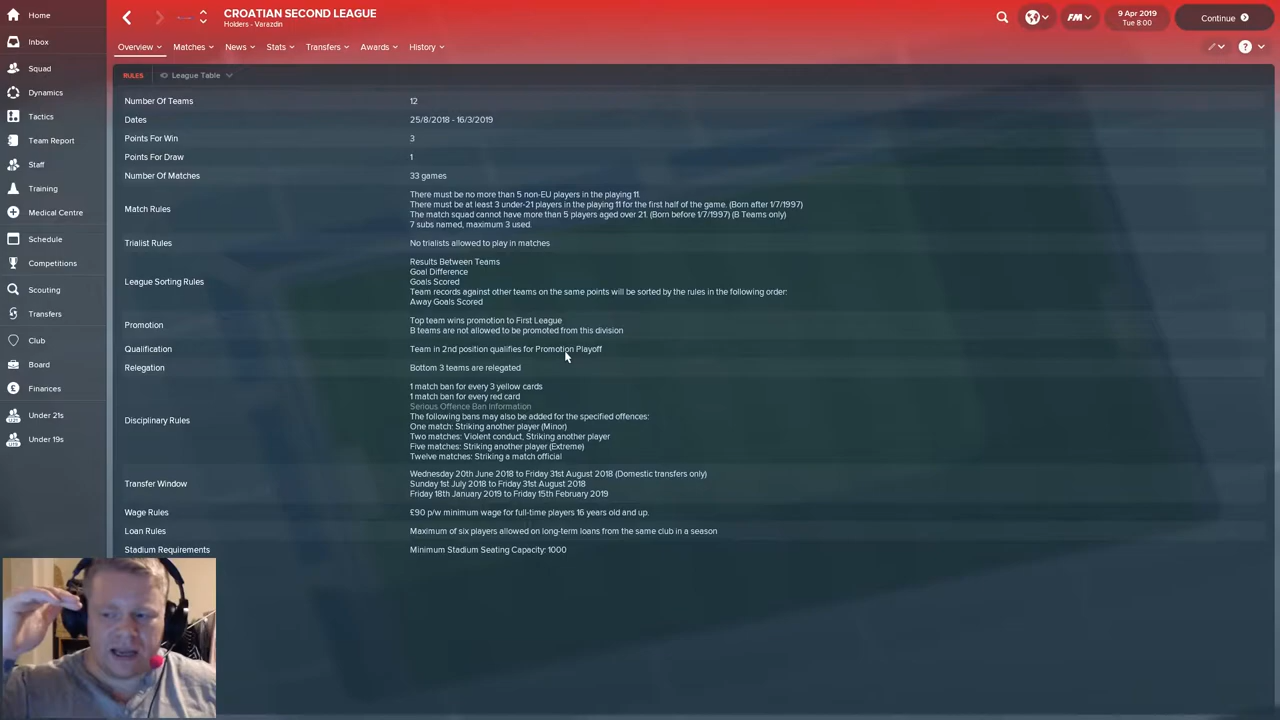 Home
CROATIAN SECOND LEAGUE
Holders - Varazdin
FM
9 Apr 2019
Tue 8:00
Continue
Inbox
Overview
Matches
News
Stats
Transfers
Awards
History
?
Squad
RULES
League Table
Dynamics
Number Of Teams
12
Tactics
Dates
25/8/2018 - 16/3/2019
Team Report
Points For Win
3
Staff
Points For Draw
1
Training
Number Of Matches
33 games
Medical Centre
Match Rules
There must be no more than 5 non-EU players in the playing 11.
There must be at least 3 under-21 players in the playing 11 for the first half of the game. (Born after 1/7/1997)
The match squad cannot have more than 5 players aged over 21. (Born before 1/7/1997) (B Teams only)
7 subs named, maximum 3 used.
Schedule
Trialist Rules
No trialists allowed to play in matches
Competitions
League Sorting Rules
Results Between Teams
Goal Difference
Goals Scored
Team records against other teams on the same points will be sorted by the rules in the following order:
Away Goals Scored
Scouting
Transfers
Promotion
Top team wins promotion to First League
B teams are not allowed to be promoted from this division
Club
Qualification
Team in 2nd position qualifies for Promotion Playoff
Board
Relegation
Bottom 3 teams are relegated
£
Finances
Disciplinary Rules
1 match ban for every 3 yellow cards
1 match ban for every red card
Serious Offence Ban Information
The following bans may also be added for the specified offences:
One match: Striking another player (Minor)
Two matches: Violent conduct, Striking another player
Five matches: Striking another player (Extreme)
Twelve matches: Striking a match official
Under 21s
Under 19s
Transfer Window
Wednesday 20th June 2018 to Friday 31st August 2018 (Domestic transfers only)
Sunday 1st July 2018 to Friday 31st August 2018
Friday 18th January 2019 to Friday 15th February 2019
Wage Rules
£90 p/w minimum wage for full-time players 16 years old and up.
Loan Rules
Maximum of six players allowed on long-term loans from the same club in a season
Stadium Requirements
Minimum Stadium Seating Capacity: 1000